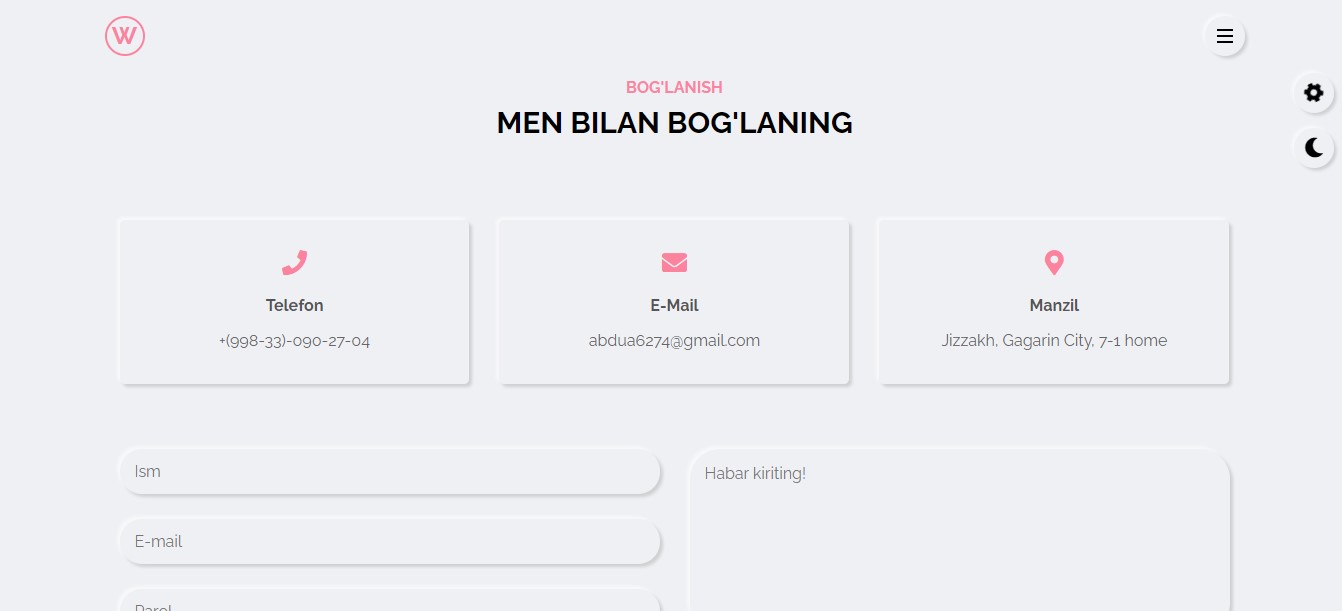 W
BOG'LANISH
MEN BILAN BOG'LANING
Telefon
+(998-33)-090-27-04
E-Mail
abdua6274@gmail.com
Manzil
Jizzakh, Gagarin City, 7-1 home
Ism
Habar kiriting!
E-mail
Parol